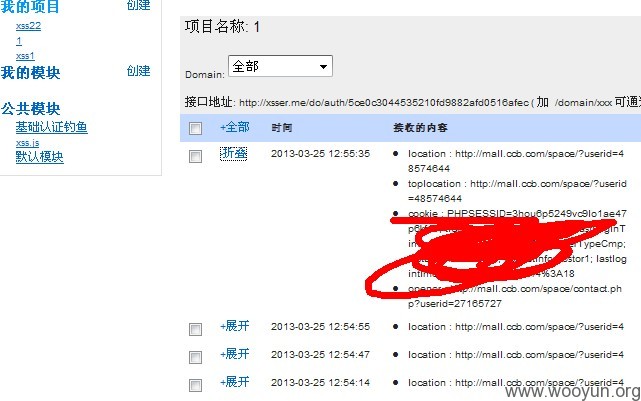 我的项目 创建
xss22
1
xss1
我的模块 创建
公共模块
基础认证钓鱼
xss.js
默认模块
项目名称: 1
Domain: 全部
接口地址: http://xsser.me/do/auth/5ce0c3044535210fd9882afd0516afec ( 加 /domain/xxx 可通
+全部 时间 接收的内容
折叠 2013-03-25 12:55:35
location : http://mall.ccb.com/space/?userid=4
8574644
toplocation : http://mall.ccb.com/space/?userid
=48574644
cookie : PHPSESSID=3hou6p5249vc9lo1ae47
opener : http://mall.ccb.com/space/contact.ph
p?userid=27165727
+展开 2013-03-25 12:54:55 location : http://mall.ccb.com/space/?userid=4
+展开 2013-03-25 12:54:47 location : http://mall.ccb.com/space/?userid=4
+展开 2013-03-25 12:54:14 location : http://mall.ccb.com/space/?userid=4
www.wooyun.org